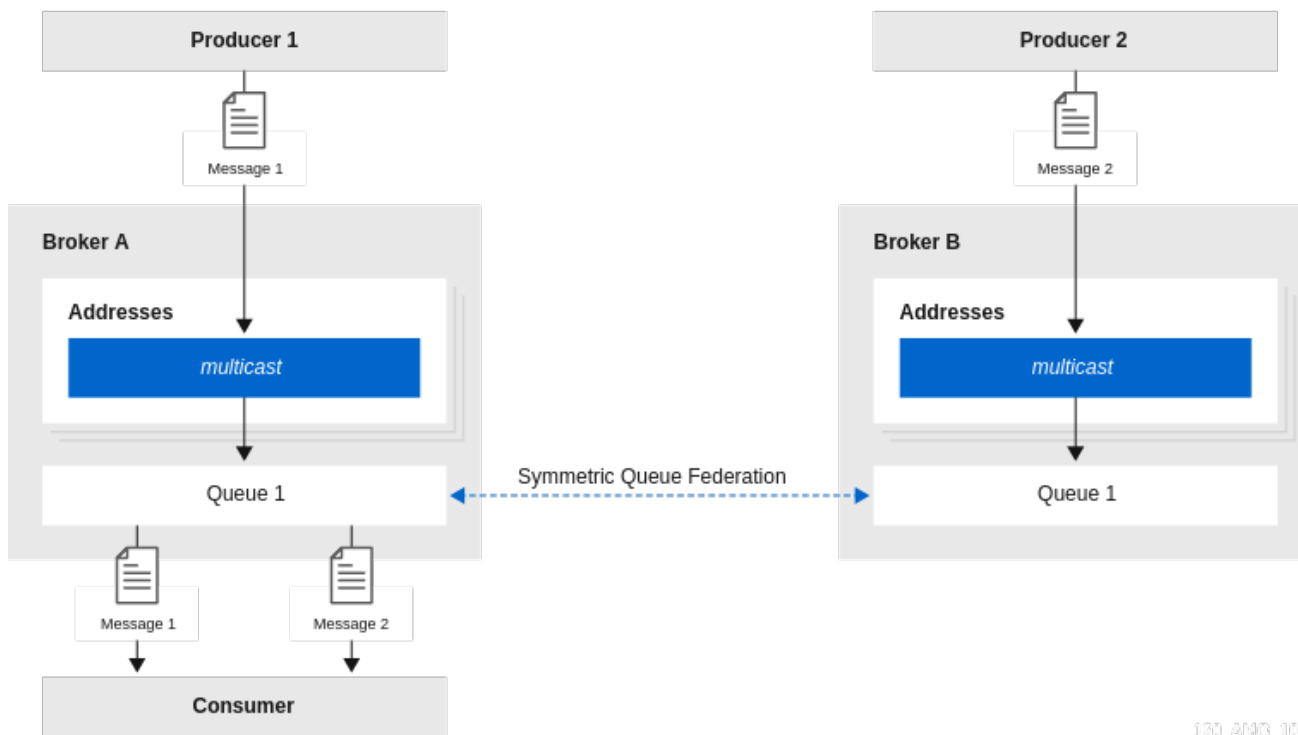 Producer 1
Producer 2
Message 1
Message 2
Broker A
Broker B
Addresses
Addresses
multicast
multicast
Symmetric Queue Federation
Queue 1
Queue 1
Message 1
Message 2
Consumer